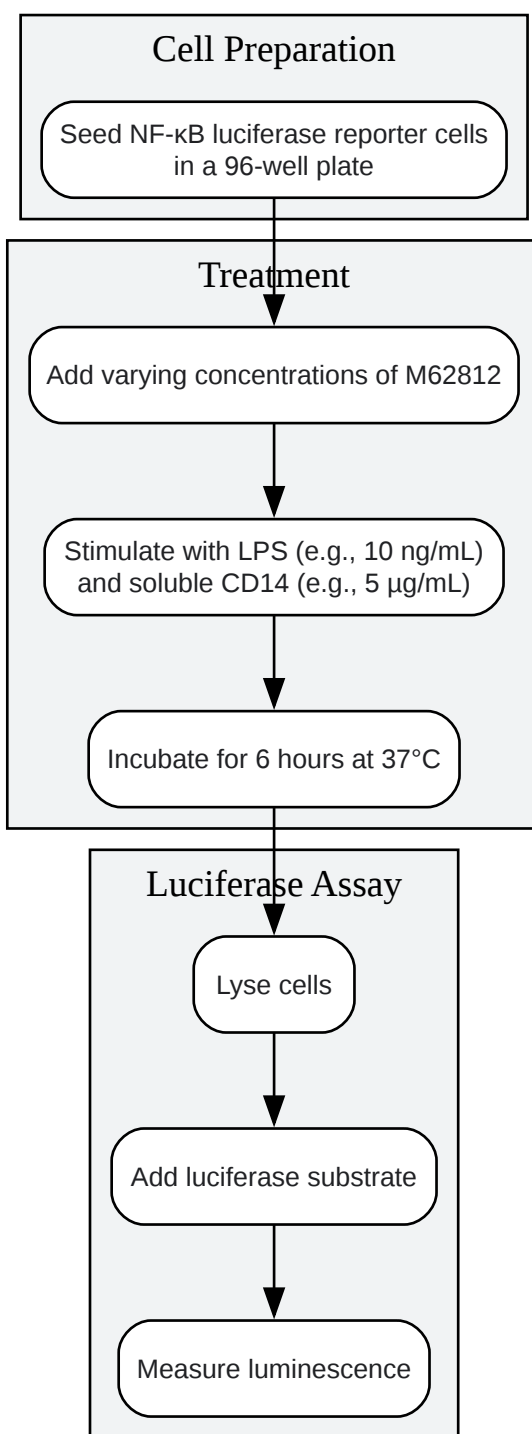 Cell Preparation
Seed NF-κB luciferase reporter cells
in a 96-well plate
Treatment
Add varying concentrations of M62812
Stimulate with LPS (e.g., 10 ng/mL)
and soluble CD14 (e.g., 5 µg/mL)
Incubate for 6 hours at 37°C
Luciferase Assay
Lyse cells
Add luciferase substrate
Measure luminescence